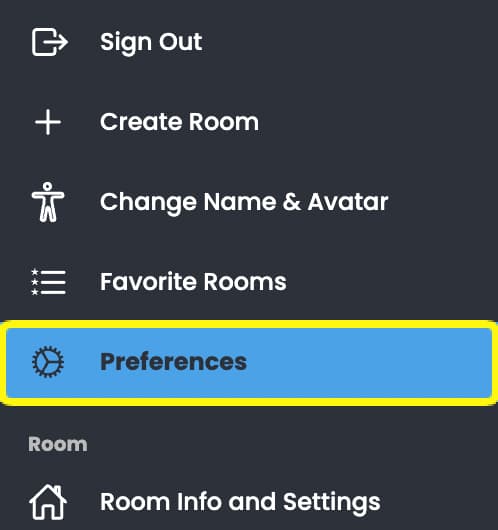 Sign Out
Create Room
Change Name & Avatar
Favorite Rooms
Preferences
Room
Room Info and Settings